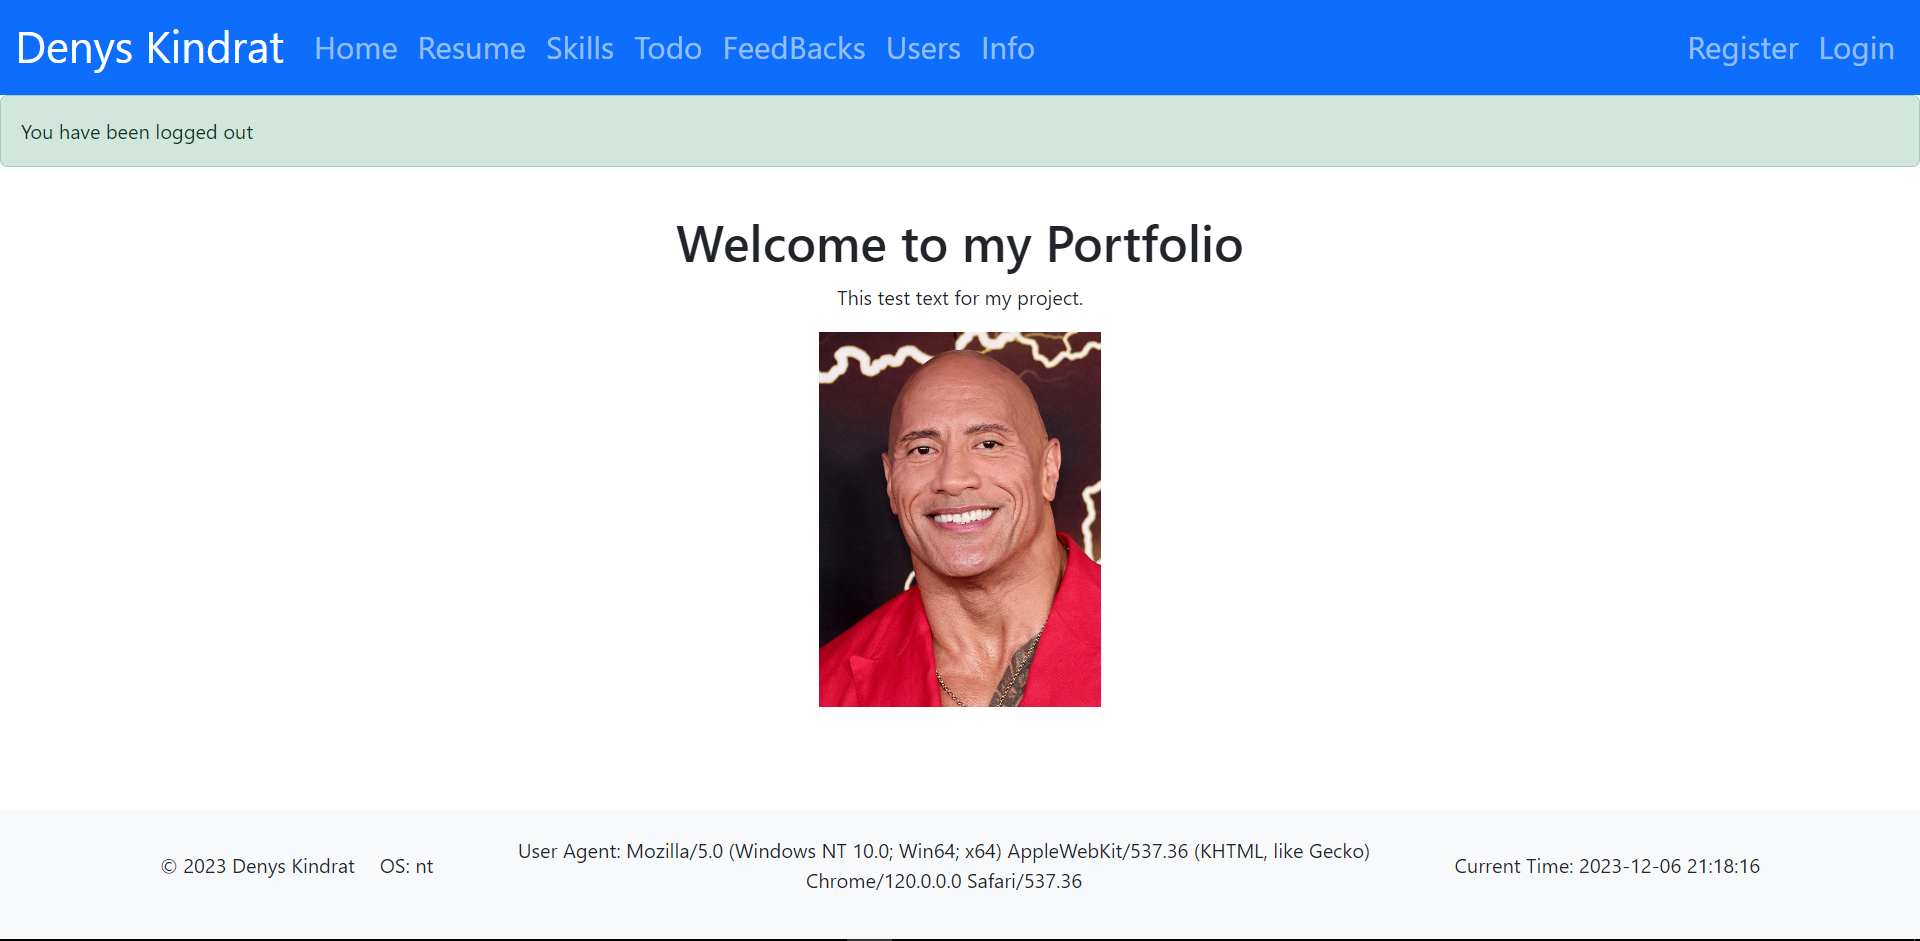 Denys Kindrat Home Resume Skills Todo FeedBacks Users Info Register Login
You have been logged out
Welcome to my Portfolio
This test text for my project.
© 2023 Denys Kindrat OS: nt
User Agent: Mozilla/5.0 (Windows NT 10.0; Win64; x64) AppleWebKit/537.36 (KHTML, like Gecko)
Chrome/120.0.0.0 Safari/537.36
Current Time: 2023-12-06 21:18:16